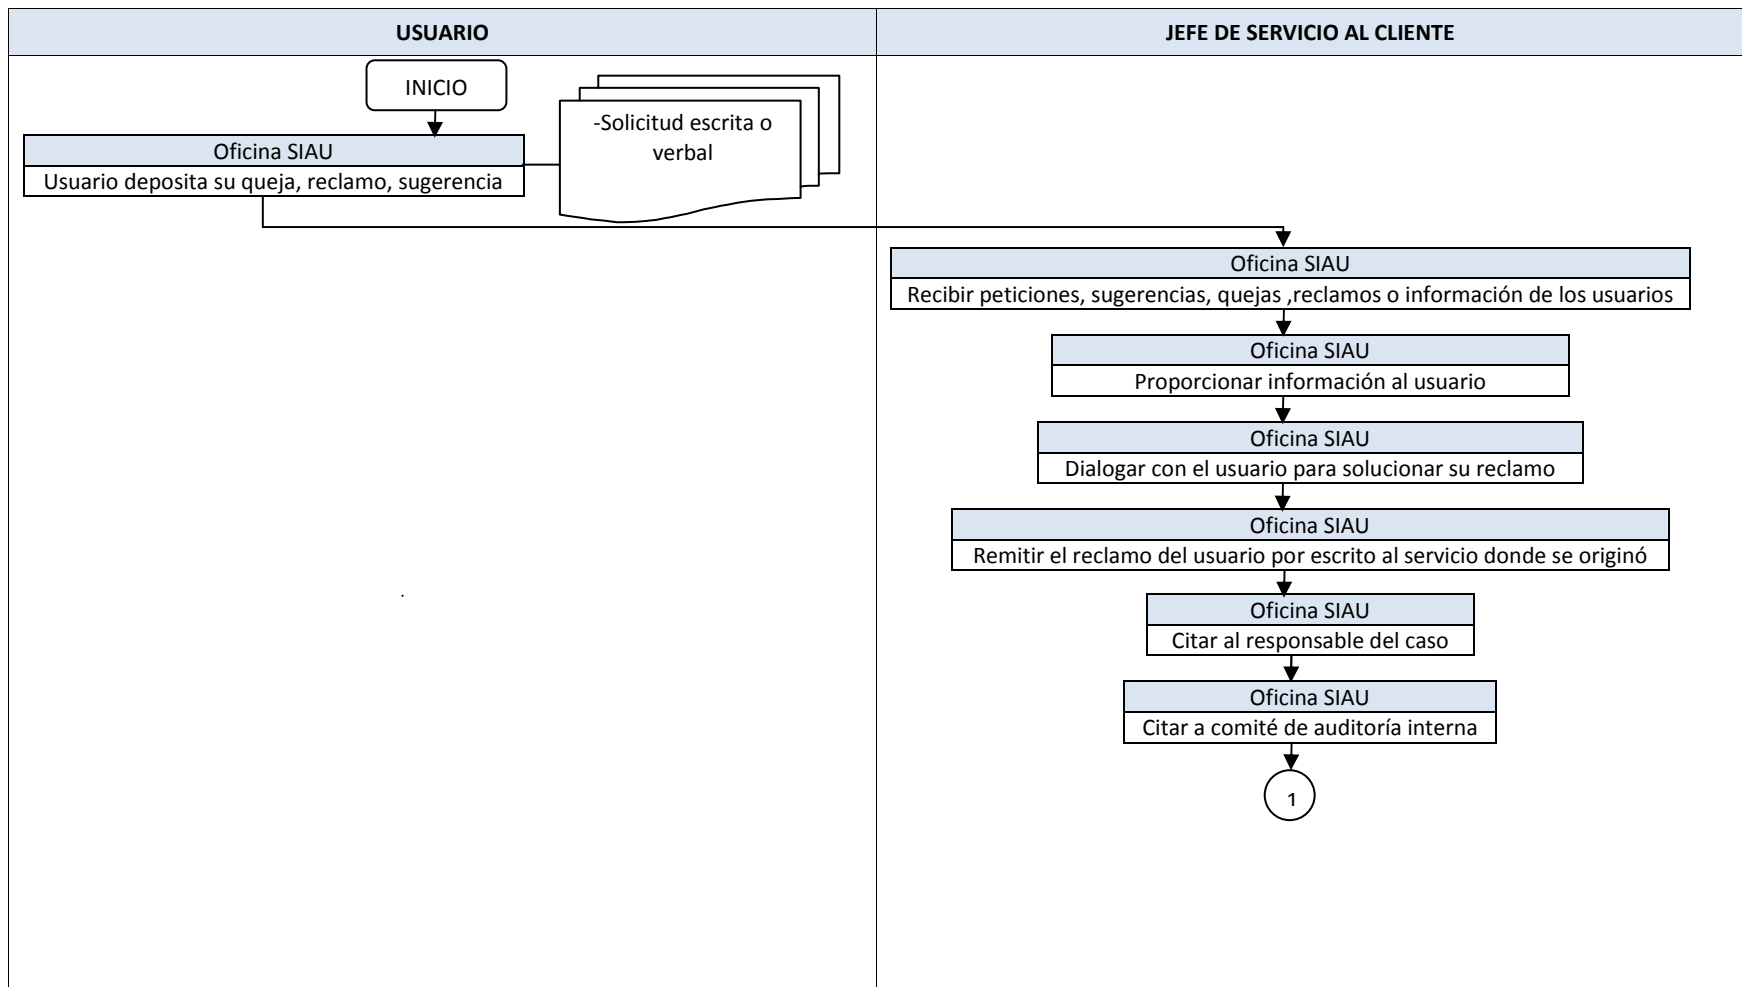 USUARIO
JEFE DE SERVICIO AL CLIENTE
INICIO
-Solicitud escrita o
verbal
Oficina SIAU
Usuario deposita su queja, reclamo, sugerencia
Oficina SIAU
Recibir peticiones, sugerencias, quejas ,reclamos o información de los usuarios
Oficina SIAU
Proporcionar información al usuario
Oficina SIAU
Dialogar con el usuario para solucionar su reclamo
Oficina SIAU
Remitir el reclamo del usuario por escrito al servicio donde se originó
.
Oficina SIAU
Citar al responsable del caso
Oficina SIAU
Citar a comité de auditoría interna
1